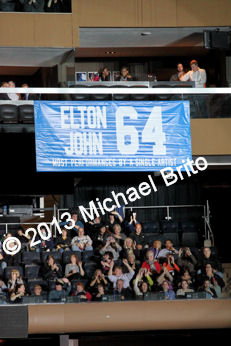 ELTON
JOHN 64
MOST PERFORMANCES BY A SINGLE ARTIST
© 2013 Michael Brito